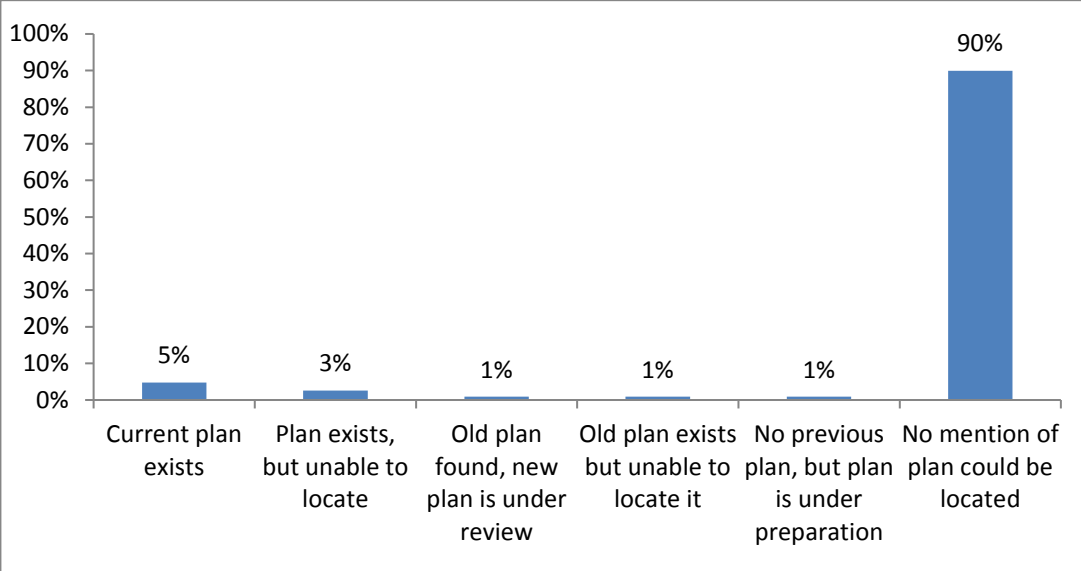 100%
90%
80%
70%
60%
50%
40%
30%
20%
10%
0%
5%
3%
1%
1%
1%
90%
Current plan
exists
Plan exists,
but unable to
locate
Old plan
found, new
plan is under
review
Old plan exists
but unable to
locate it
No previous
plan, but plan
is under
preparation
No mention of
plan could be
located